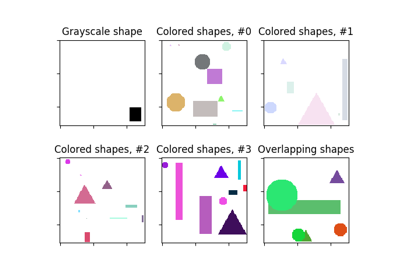 Grayscale shape
Colored shapes, #0
Colored shapes, #1
Colored shapes, #2
Colored shapes, #3
Overlapping shapes